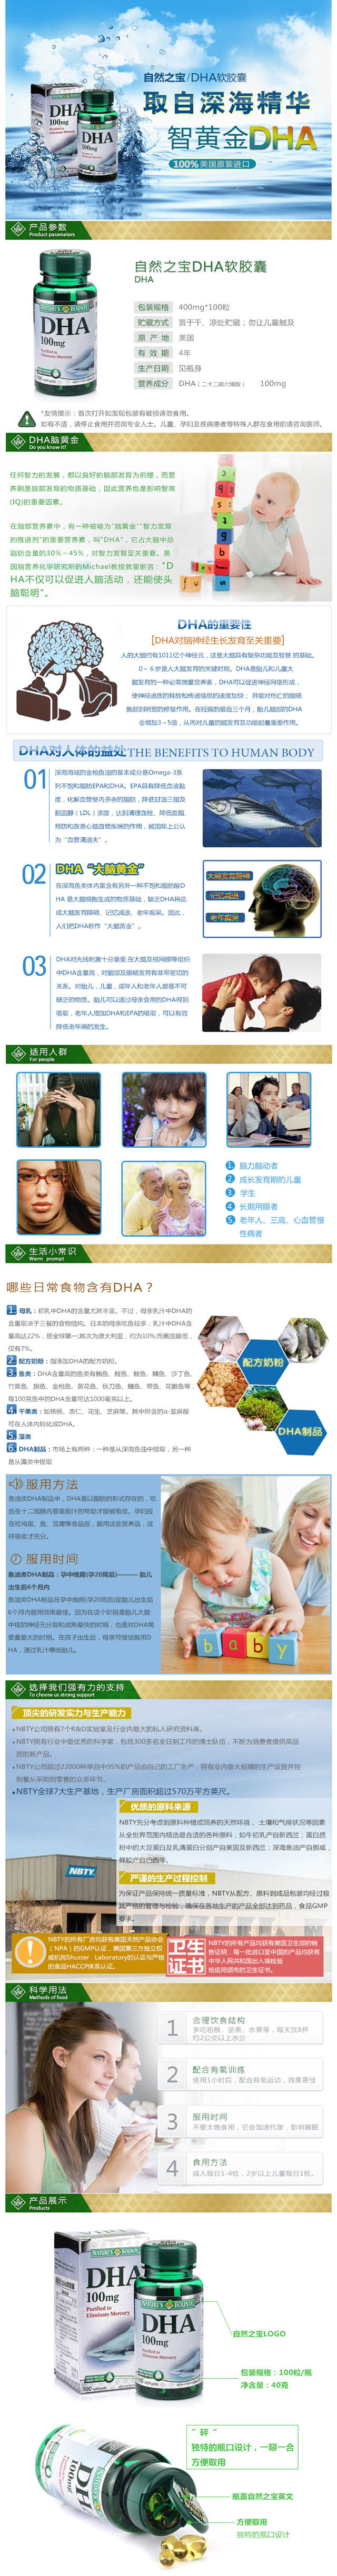 自然之宝/DHA软胶囊
取自深海精华
智黄金DHA
100%美国原装进口
DHA
100mg
Purified to
Eliminate Mercury
NATURE'S BOUNTY
DHA
100mg
产品参数
Product parameters
自然之宝DHA软胶囊
DHA
包装规格 400mg*100粒
贮藏方式 置于干、凉处贮藏；勿让儿童触及
原产地 美国
有效期 4年
生产日期 见瓶身
营养成分 DHA（二十二碳六烯酸） 100mg
NATURE'S BOUNTY
DHA
100mg
Purified to
Eliminate Mercury
*友情提示：首次打开如发现包装有破损请勿食用。
如有不适，请停止食用并咨询专业人士。儿童、孕妇及疾病患者等特殊人群在食用前请咨询医师。
DHA脑黄金
Do you know it?
任何智力的发展，都以良好的脑部发育为前提，而营
养则是脑部发育的物质基础，因此营养也是影响智商
(IQ)的重要因素。
在脑部营养素中，有一种被喻为"脑黄金""智力发育
的推进剂"的重要营养素，叫"DHA"，它占大脑中总
脂肪含量的30%～45%，对智力发育至关重要。英
国脑营养化学研究所的Michael教授就曾断言："D
HA不仅可以促进人脑活动，还能使头
脑聪明"。
DHA的重要性
[DHA对脑神经生长发育至关重要]
人的大脑约有1011亿个神经元，这是大脑具有复杂功能及智慧 的基础。
0～6 岁是人大脑发育的关键时期。DHA是胎儿和儿童大
脑发育的一种必需微量营养素，DHA可以促进神经网络形成，
使神经递质的释放和传递信息的速度加快； 并能对伤亡的脑细
胞起到明显的修复作用。在妊娠的最后三个月，胎儿脑部的DHA
会增加3～5倍，从而对儿童的脑发育及功能起着重要作用。
DHA对人体的益处THE BENEFITS TO HUMAN BODY
01
深海海域的金枪鱼油的基本成分是Omega-3系
列不饱和脂肪EPA和DHA。EPA具有降低血液黏
度，化解血管壁内多余的脂肪，降低甘油三脂及
胆固醇（LDL）浓度，达到清理血栓、降低血脂、
预防和改善心脑血管疾病的作用，被国际上公认
为"血管清道夫"。
02
DHA "大脑黄金"
在深海鱼类体内富含有另外一种不饱和脂肪酸D
HA 是大脑细胞生成的物质基础，缺乏DHA将造
成大脑发育障碍、记忆减退、老年痴呆。因此，
人们把DHA称作"大脑黄金"。
大脑发育障碍
记忆减退
老年痴呆
03
DHA对光线刺激十分重要,在大脑及视网膜等组织
中DHA含量高，对脑部及眼睛发育有非常密切的
关系。对胎儿，儿童，成年人和老年人都是不可
缺乏的物质。胎儿可以通过母亲食用的DHA得到
吸取，老年人增加DHA和EPA的吸取，可以有效
降低老年病的发生。
适用人群
For people
1 脑力脑动者
2 成长发育期的儿童
3 学生
4 长期用眼者
5 老年人、三高、心血管慢
性病者
生活小常识
Warm prompt
哪些日常食物含有DHA？
1. 母乳：初乳中DHA的含量尤其丰富。不过，母亲乳汁中DHA的
含量取决于三餐的食物结构。日本的母亲吃鱼较多，乳汁中DHA含
量高达22%，居全球第一;其次为澳大利亚，约为10%;而美国最低，
仅有7%。
2. 配方奶粉：指添加DHA的配方奶粉。
3. 鱼类：DHA含量高的鱼类有鲔鱼、鲣鱼、鲑鱼、鲭鱼、沙丁鱼、
竹荚鱼、旗鱼、金枪鱼、黄花鱼、秋刀鱼、鳝鱼、带鱼、花鲫鱼等，
每100克鱼中的DHA含量可达1000毫克以上。
4. 干果类：如核桃、杏仁、花生、芝麻等。其中所含的α-亚麻酸
可在人体内转化成DHA。
5. 藻类
6. DHA制品：市场上有两种：一种是从深海鱼油中提取，另一种
是从藻类中提取
配方奶粉
DHA制品
服用方法
鱼油类DHA制品中，DHA是以脂肪的形式存在的，吃
后在十二指肠内要靠胆汁的帮助才能被吸收。孕妇应
在吃鸡蛋、鱼、豆腐等食品后，服用这些营养品，这
样吸收才充分。
服用时间
鱼油类DHA制品：孕中晚期(孕20周后)——— 胎儿
出生后6个月内
鱼油类DHA制品在孕中晚期(孕20周后)至胎儿出生后
6个月内服用效果最佳。因为在这个阶段是胎儿大脑
中枢的神经元分裂和成熟最快的时期，也是对DHA需
要量最大的时期。在孩子出生后，母亲可继续服用D
HA，通过乳汁喂给胎儿。
b a b y
选择我们强有力的支持
To choose us strong support
顶尖的研发实力与生产能力
NBTY公司拥有7个R&D实验室及行业内最大的私人研究资料库。
NBTY拥有行业中最优秀的科学家，包括300多名全日制工作的博士队伍，不断为消费者提供高品
质的新产品。
NBTY公司超过22000种单品中95%的产品由自己的工厂生产，拥有业内最大规模的生产设施并控
制着从采购到零售的众多环节。
NBTY全球7大生产基地，生产厂房面积超过570万平方英尺。
优质的原料来源
NBTY充分考虑到原料种植或饲养的天然环境 、土壤和气候状况等因素
从全世界范围内精选最合适的各种原料，如牛初乳产自新西兰；蛋白质
粉中的大豆蛋白及乳清蛋白分别产自美国及新西兰；深海鱼油产自挪威，
蜂胶产自巴西等。
严谨的生产过程控制
为保证产品保持统一质量标准，NBTY从配方、原料到成品包装均经过极
其严格的管理与检验，确保在各地生产的产品全部达到药品，食品GMP
要求。
NBTY
NBTY的所有厂房均获有美国天然产品协会
（NPA）的GMP认证，美国第三方独立权
威机构Shuster Laboratory的认证与严格
的食品HACCP体系认证。
卫生
证书
NBTY的所有产品均获有美国卫生部的销
售证明，每一批进口至中国的产品均获有
中华人民共和国出入境检验
检疫局颁布的卫生证书。
科学用法
Methods of food
1 合理饮食结构
多吃粗粮、坚果、水果等，每天饮8杯
约2公交以上水分
2 配合有氧训练
使用1小时后，配合有氧运动，效果更佳
3 服用时间
不要太晚食用，它会加速代谢，影响睡眠
4 食用方法
成人每日1-4粒，2岁以上儿童每日1粒。
产品展示
Products
NATURE'S BOUNTY
DHA
100mg
Purified to
Eliminate Mercury
NATURE'S BOUNTY
DHA
100mg
Purified to
Eliminate Mercury
自然之宝LOGO
包装规格：100粒/瓶
净含量：40克
"砰"
独特的瓶口设计，一掰一合
方便取用
瓶盖自然之宝英文
方便取用
独特的瓶口设计
DHA
100mg